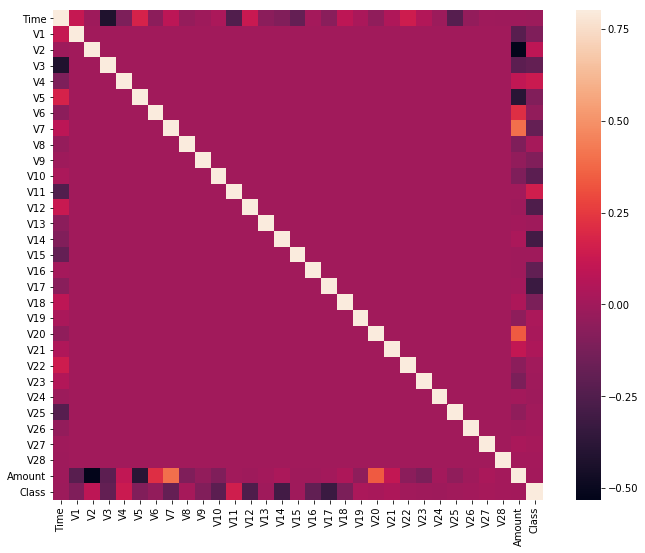 Time
V1
V2
V3
V4
V5
V6
V7
V8
V9
V10
V11
V12
V13
V14
V15
V16
V17
V18
V19
V20
V21
V22
V23
V24
V25
V26
V27
V28
Amount
Class
Time
V1
V2
V3
V4
V5
V6
V7
V8
V9
V10
V11
V12
V13
V14
V15
V16
V17
V18
V19
V20
V21
V22
V23
V24
V25
V26
V27
V28
Amount
Class
0.75
0.50
0.25
0.00
−0.25
−0.50